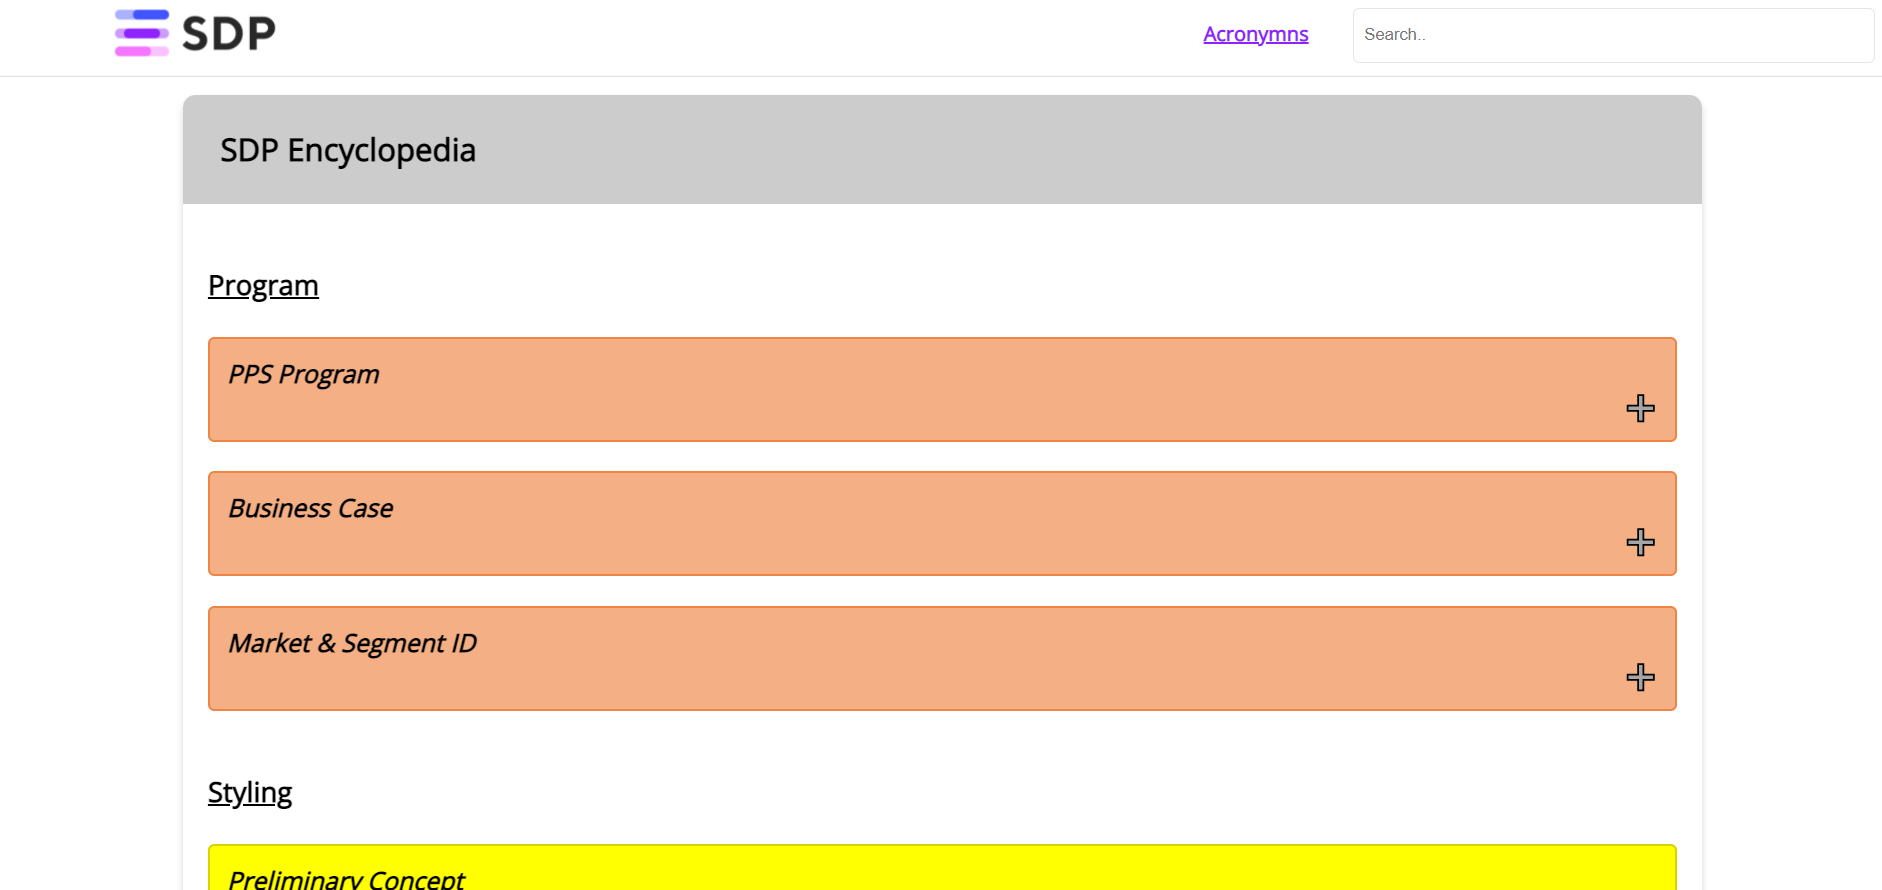 SDP
Acronymns
Search..
SDP Encyclopedia
Program
PPS Program
Business Case
Market & Segment ID
Styling
Preliminary Concept